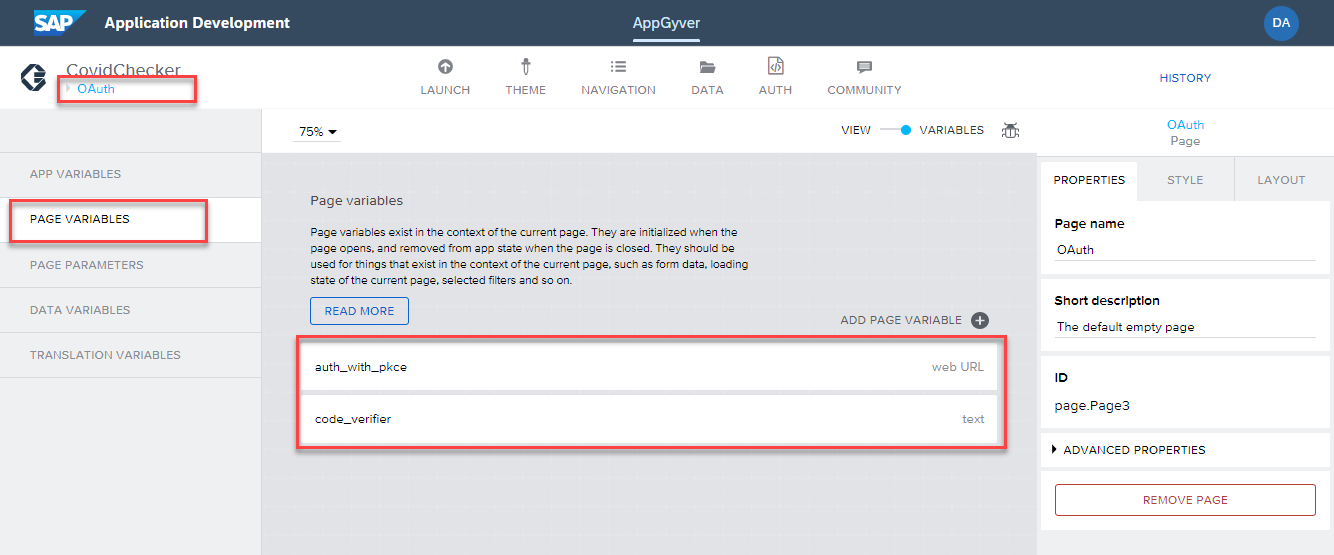 SAP Application Development
AppGyver
DA
CovidChecker
OAuth
LAUNCH
THEME
NAVIGATION
DATA
AUTH
COMMUNITY
HISTORY
75%
VIEW
VARIABLES
OAuth
Page
APP VARIABLES
PAGE VARIABLES
PAGE PARAMETERS
DATA VARIABLES
TRANSLATION VARIABLES
Page variables
Page variables exist in the context of the current page. They are initialized when the
page opens, and removed from app state when the page is closed. They should be
used for things that exist in the context of the current page, such as form data, loading
state of the current page, selected filters and so on.
READ MORE
ADD PAGE VARIABLE
auth_with_pkce web URL
code_verifier text
PROPERTIES
STYLE
LAYOUT
Page name
OAuth
Short description
The default empty page
ID
page.Page3
ADVANCED PROPERTIES
REMOVE PAGE